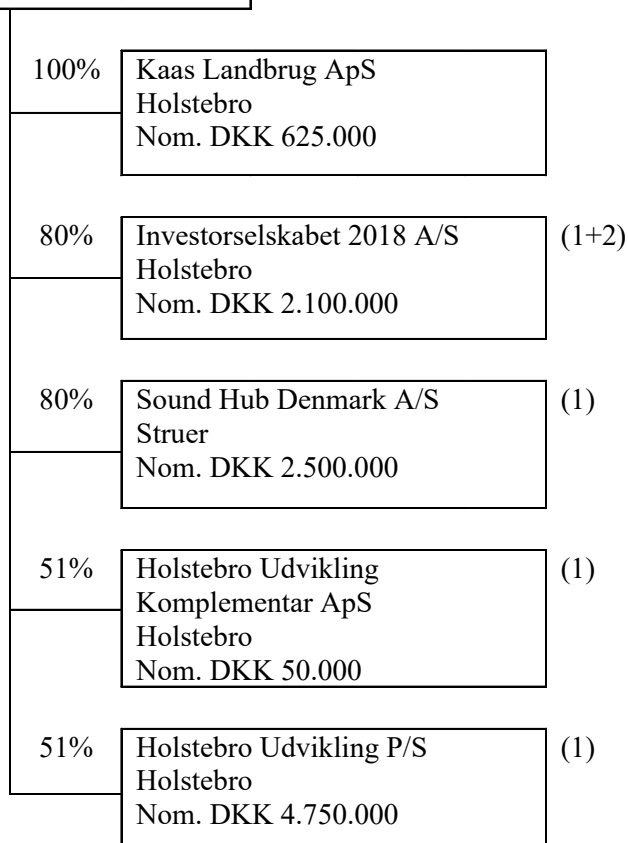 100%
Kaas Landbrug ApS
Holstebro
Nom. DKK 625.000
80%
Investorselskabet 2018 A/S
(1+2)
Holstebro
Nom. DKK 2.100.000
80%
Sound Hub Denmark A/S
(1)
Struer
Nom. DKK 2.500.000
51%
Holstebro Udvikling
(1)
Komplementar ApS
Holstebro
Nom. DKK 50.000
51%
Holstebro Udvikling P/S
(1)
Holstebro
Nom. DKK 4.750.000